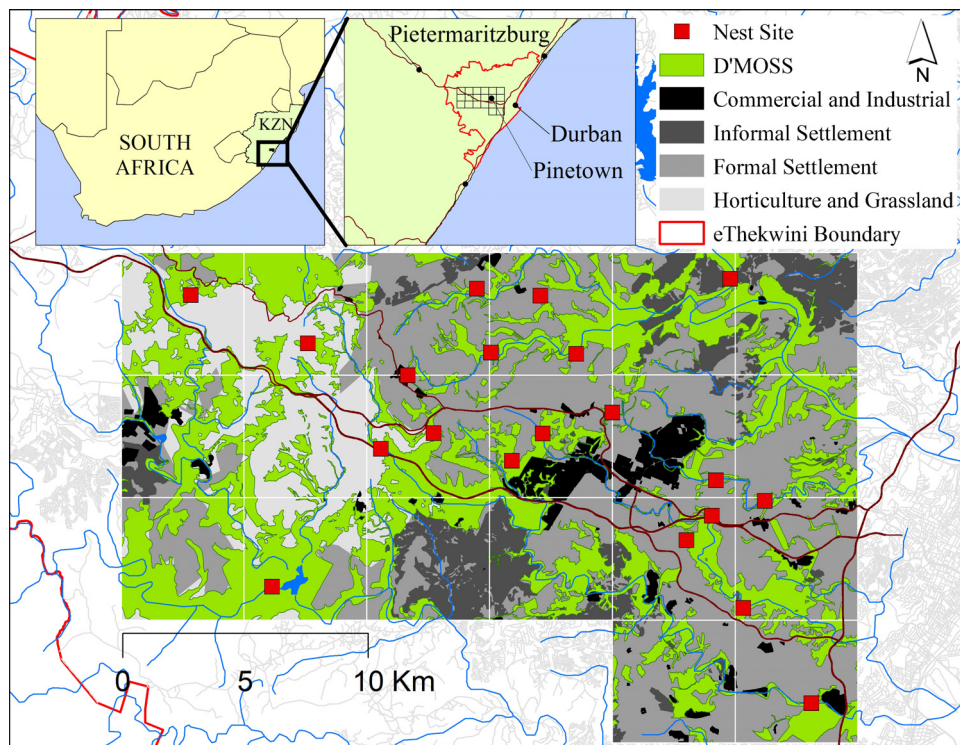 SOUTH
AFRICA
KZN
Pietermaritzburg
Durban
Pinetown
Nest Site
D'MOSS
Commercial and Industrial
Informal Settlement
Formal Settlement
Horticulture and Grassland
eThekwini Boundary
N
0 5 10 Km